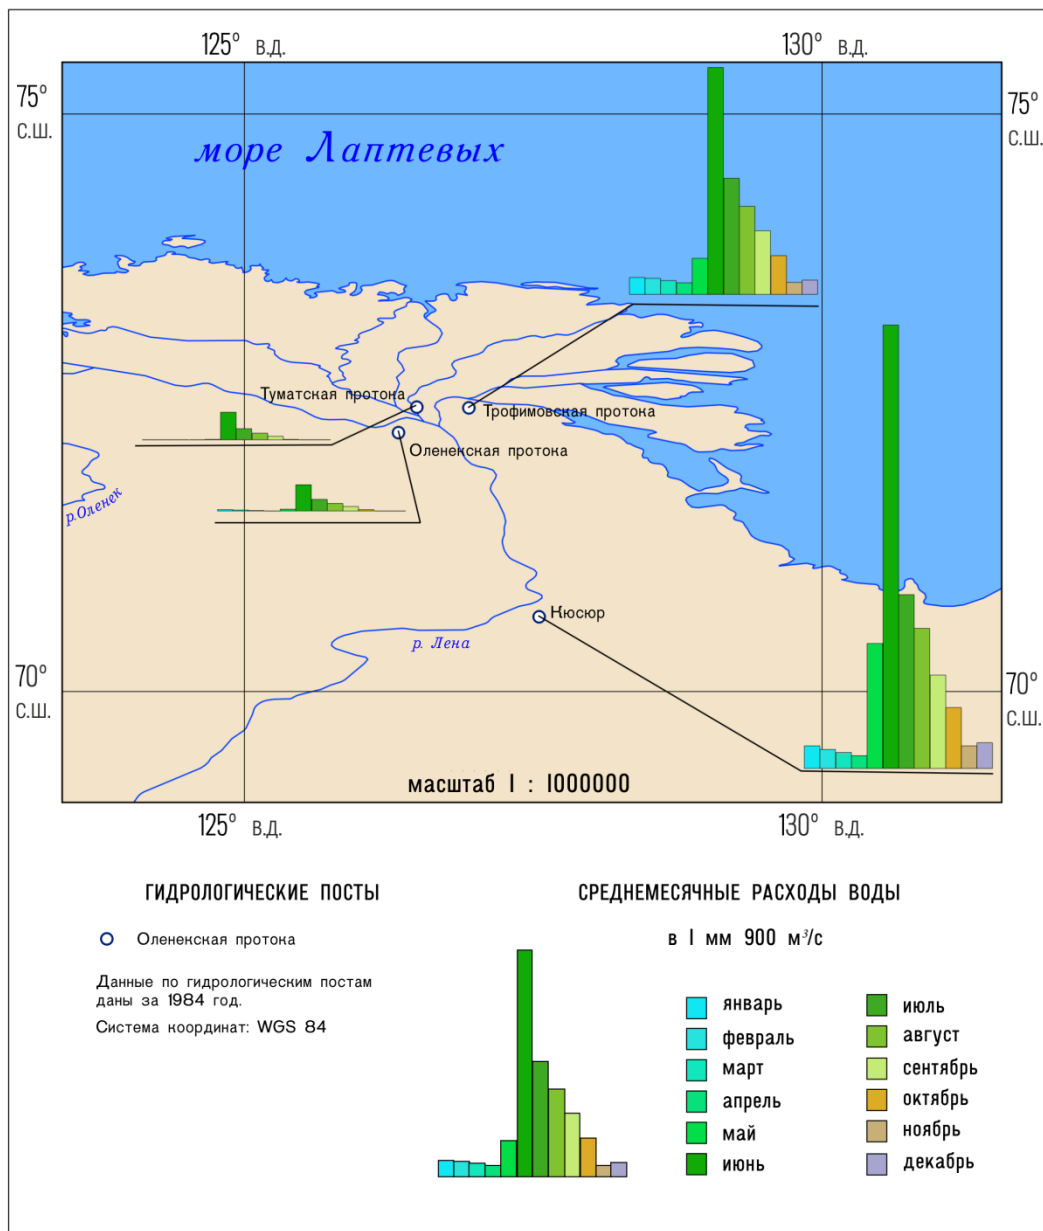 125° в.д.
130° в.д.
75°
с.ш.
75°
с.ш.
море Лаптевых
Туматская протока
Трофимовская протока
Оленекская протока
р.Оленек
Кюсюр
р. Лена
70°
с.ш.
70°
с.ш.
масштаб 1 : 1000000
125° в.д.
130° в.д.
ГИДРОЛОГИЧЕСКИЕ ПОСТЫ
СРЕДНЕМЕСЯЧНЫЕ РАСХОДЫ ВОДЫ
Оленекская протока
в 1 мм 900 м³/с
Данные по гидрологическим постам
даны за 1984 год.
Система координат: WGS 84
январь
февраль
март
апрель
май
июнь
июль
август
сентябрь
октябрь
ноябрь
декабрь